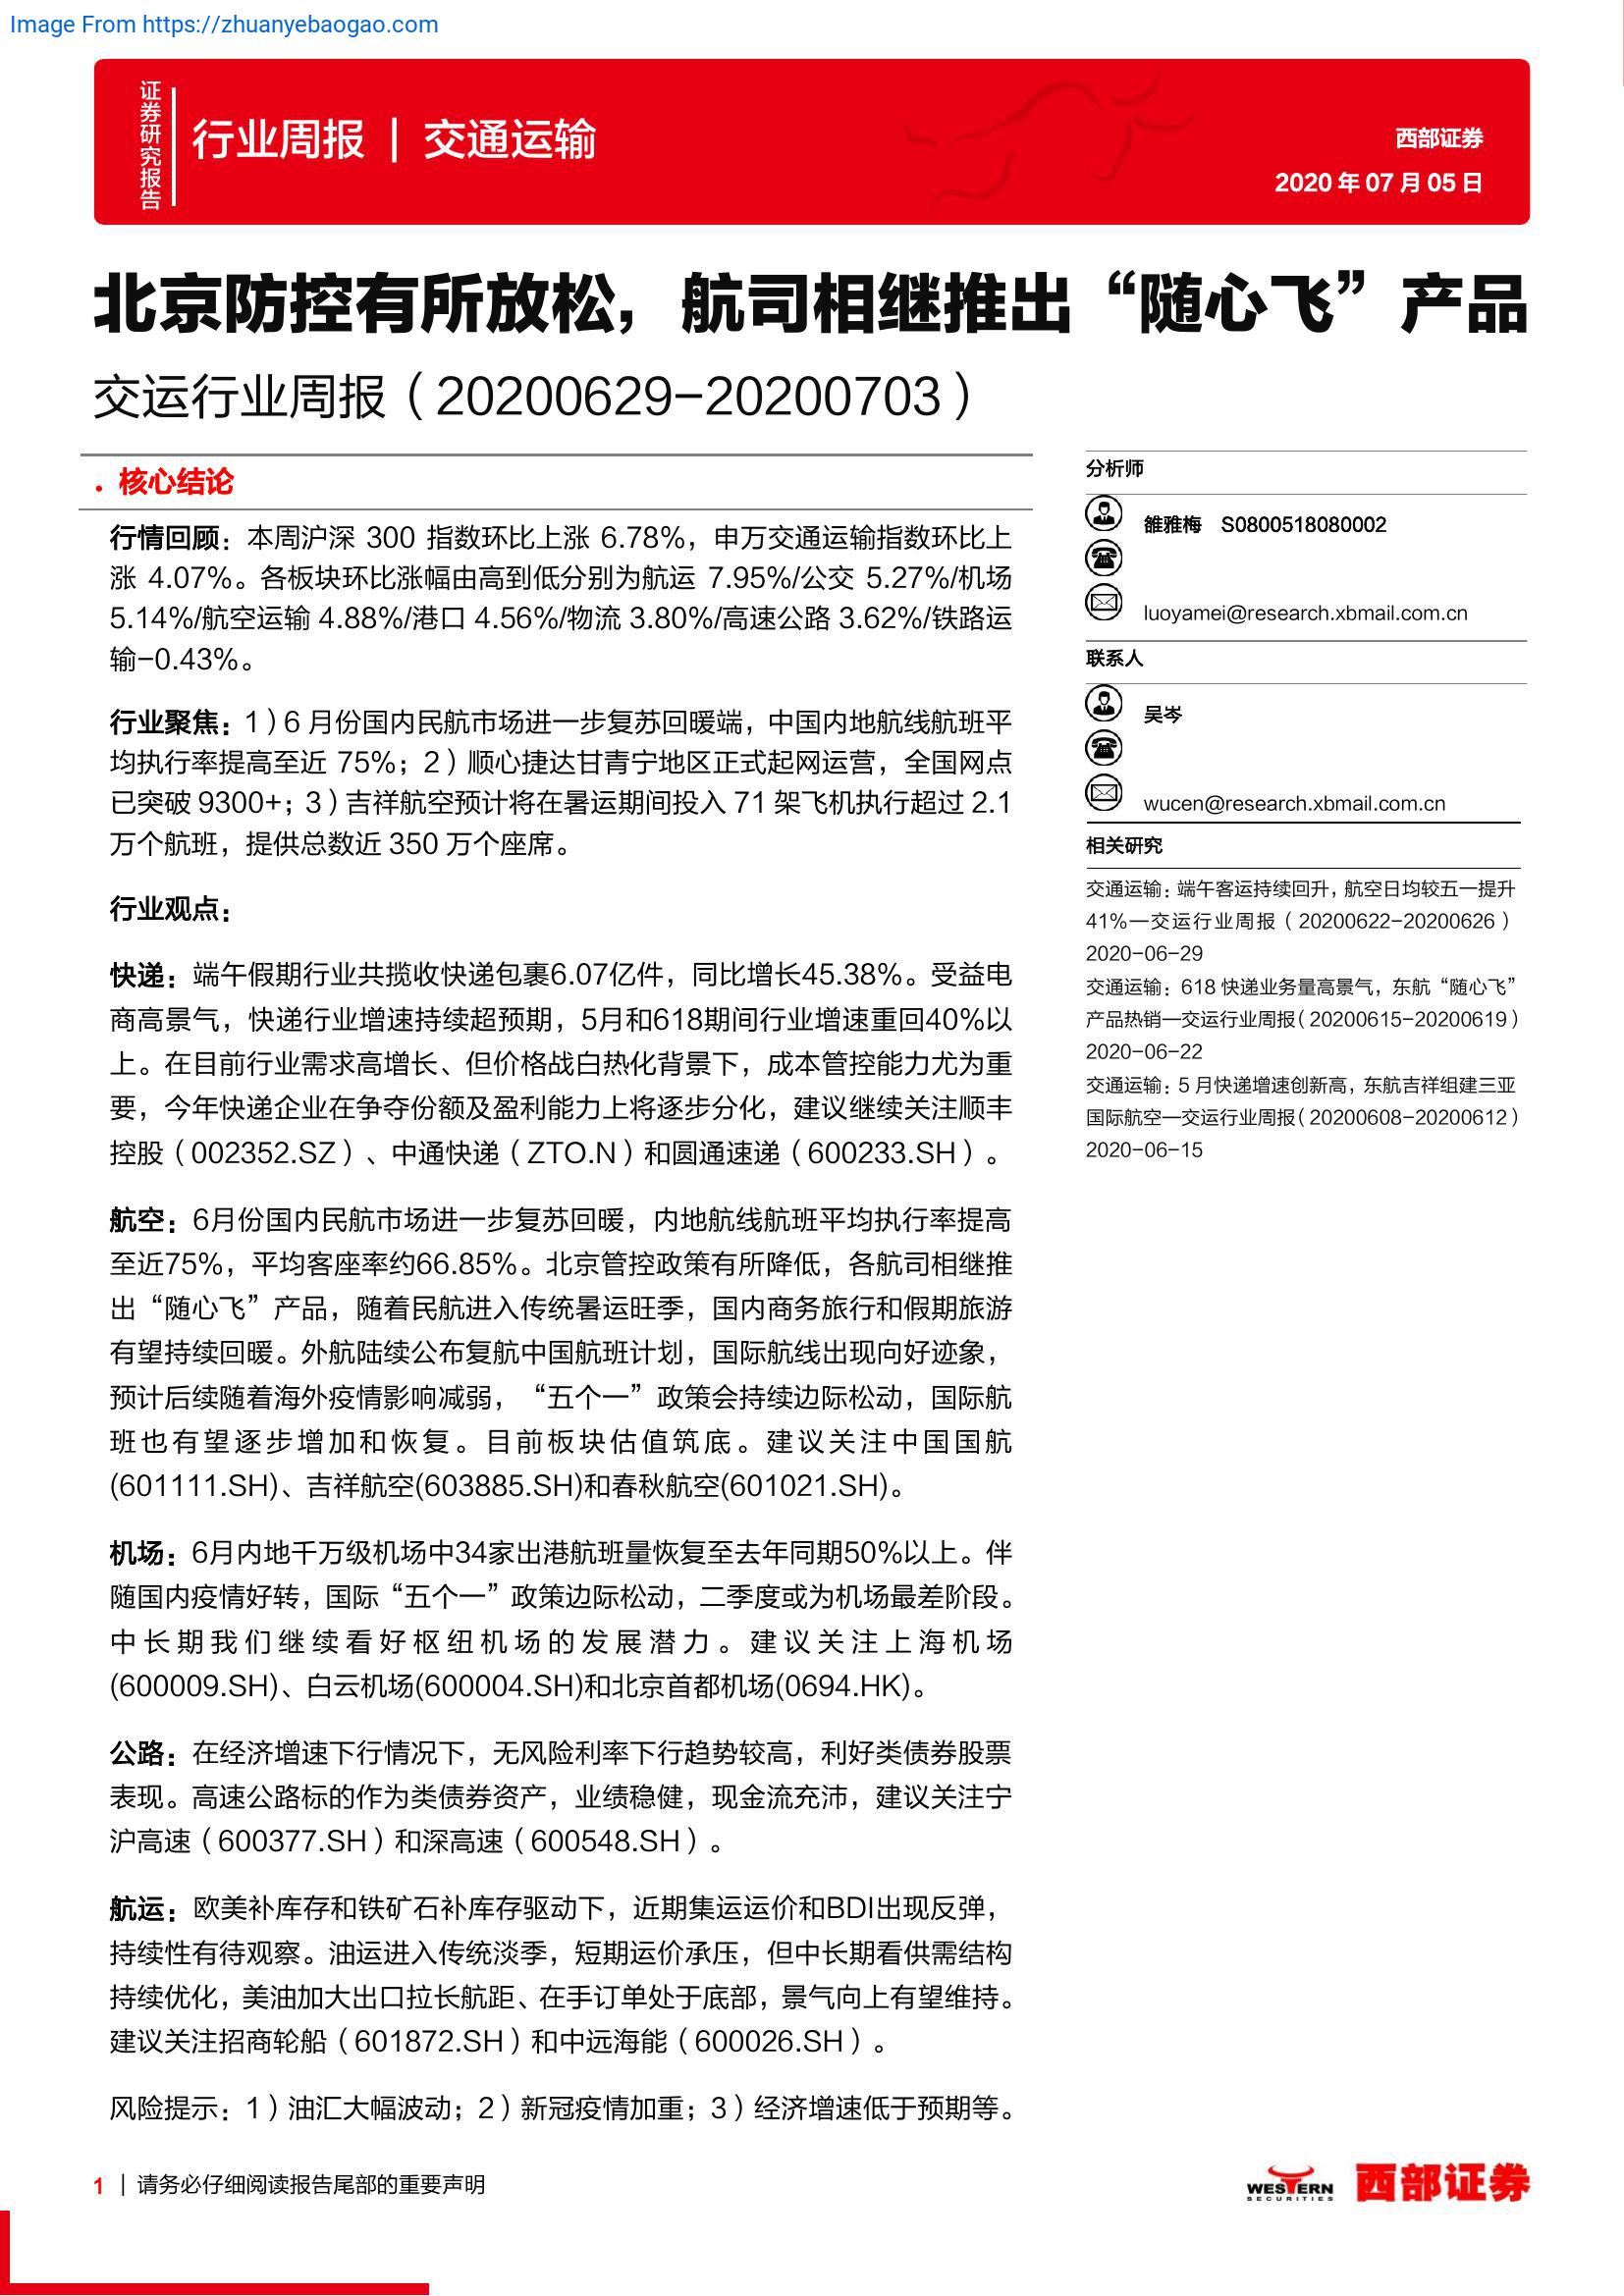 Image From https://zhuanyebaogao.com
证券研究报告
行业周报 | 交通运输
西部证券
2020 年 07 月 05 日
北京防控有所放松，航司相继推出“随心飞”产品
交运行业周报（20200629-20200703）
核心结论
行情回顾：本周沪深 300 指数环比上涨 6.78%，申万交通运输指数环比上
涨 4.07%。各板块环比涨幅由高到低分别为航运 7.95%/公交 5.27%/机场
5.14%/航空运输 4.88%/港口 4.56%/物流 3.80%/高速公路 3.62%/铁路运
输-0.43%。
行业聚焦：1）6 月份国内民航市场进一步复苏回暖端，中国内地航线航班平
均执行率提高至近 75%；2）顺心捷达甘青宁地区正式起网运营，全国网点
已突破 9300+；3）吉祥航空预计将在暑运期间投入 71 架飞机执行超过 2.1
万个航班，提供总数近 350 万个座席。
行业观点：
快递：端午假期行业共揽收快递包裹6.07亿件，同比增长45.38%。受益电
商高景气，快递行业增速持续超预期，5月和618期间行业增速重回40%以
上。在目前行业需求高增长、但价格战白热化背景下，成本管控能力尤为重
要，今年快递企业在争夺份额及盈利能力上将逐步分化，建议继续关注顺丰
控股（002352.SZ）、中通快递（ZTO.N）和圆通速递（600233.SH）。
航空：6月份国内民航市场进一步复苏回暖，内地航线航班平均执行率提高
至近75%，平均客座率约66.85%。北京管控政策有所降低，各航司相继推
出“随心飞”产品，随着民航进入传统暑运旺季，国内商务旅行和假期旅游
有望持续回暖。外航陆续公布复航中国航班计划，国际航线出现向好迹象，
预计后续随着海外疫情影响减弱，“五个一”政策会持续边际松动，国际航
班也有望逐步增加和恢复。目前板块估值筑底。建议关注中国国航
(601111.SH)、吉祥航空(603885.SH)和春秋航空(601021.SH)。
机场：6月内地千万级机场中34家出港航班量恢复至去年同期50%以上。伴
随国内疫情好转，国际“五个一”政策边际松动，二季度或为机场最差阶段。
中长期我们继续看好枢纽机场的发展潜力。建议关注上海机场
(600009.SH)、白云机场(600004.SH)和北京首都机场(0694.HK)。
公路：在经济增速下行情况下，无风险利率下行趋势较高，利好类债券股票
表现。高速公路标的作为类债券资产，业绩稳健，现金流充沛，建议关注宁
沪高速（600377.SH）和深高速（600548.SH）。
航运：欧美补库存和铁矿石补库存驱动下，近期集运运价和BDI出现反弹，
持续性有待观察。油运进入传统淡季，短期运价承压，但中长期看供需结构
持续优化，美油加大出口拉长航距、在手订单处于底部，景气向上有望维持。
建议关注招商轮船（601872.SH）和中远海能（600026.SH）。
风险提示：1）油汇大幅波动；2）新冠疫情加重；3）经济增速低于预期等。
分析师
雒雅梅 S0800518080002
luoyamei@research.xbmail.com.cn
联系人
吴岑
wucen@research.xbmail.com.cn
相关研究
交通运输：端午客运持续回升，航空日均较五一提升
41%—交运行业周报（20200622-20200626）
2020-06-29
交通运输：618 快递业务量高景气，东航“随心飞”
产品热销—交运行业周报（20200615-20200619）
2020-06-22
交通运输：5 月快递增速创新高，东航吉祥组建三亚
国际航空—交运行业周报（20200608-20200612）
2020-06-15
1 | 请务必仔细阅读报告尾部的重要声明
WESTERN
SECURITIES
西部证券